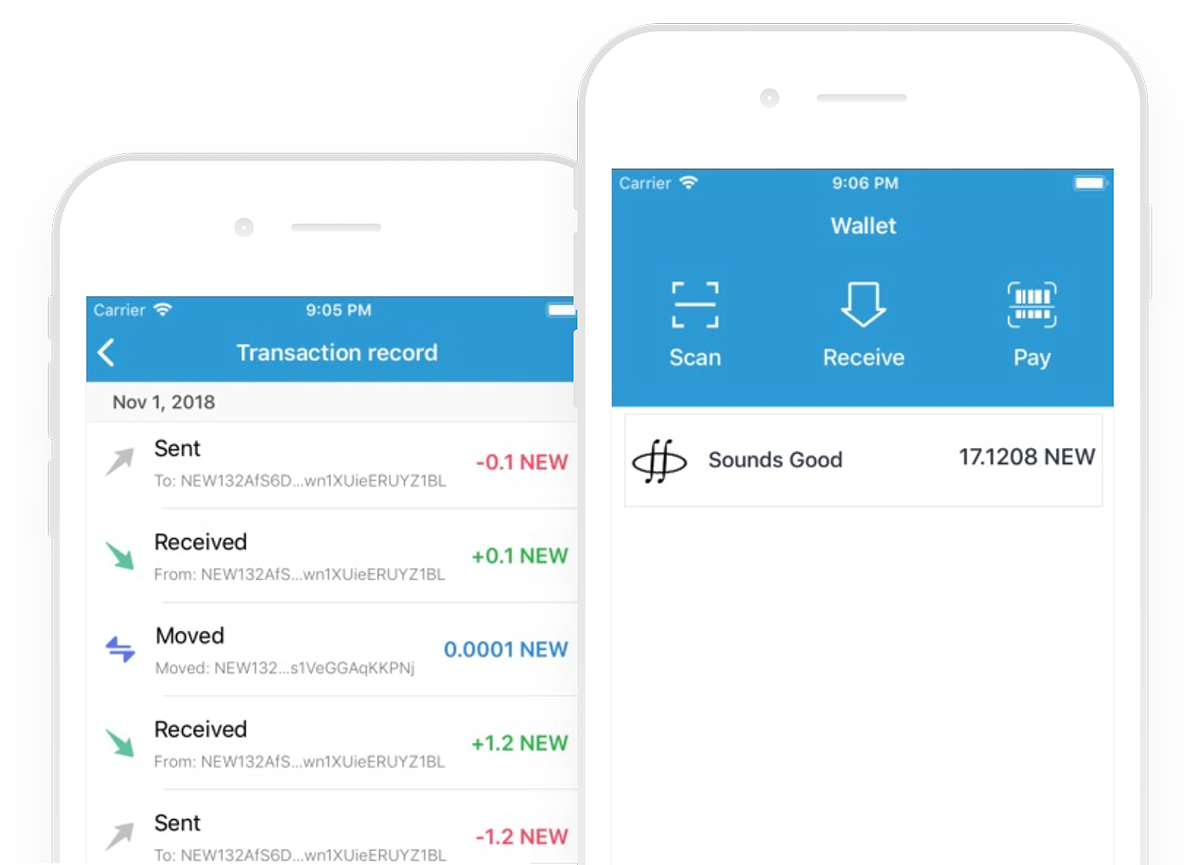 Carrier 9:05 PM
Transaction record
Nov 1, 2018
Sent
-0.1 NEW
To: NEW132AfS6D...wn1XUieERUYZ1BL
Received
+0.1 NEW
From: NEW132AfS...wn1XUieERUYZ1BL
Moved
0.0001 NEW
Moved: NEW132...s1VeGGAqKKPNj
Received
+1.2 NEW
From: NEW132AfS...wn1XUieERUYZ1BL
Sent
-1.2 NEW
To: NEW132AfS6D...wn1XUieERUYZ1BL
Carrier 9:06 PM
Wallet
Scan Receive Pay
Sounds Good 17.1208 NEW